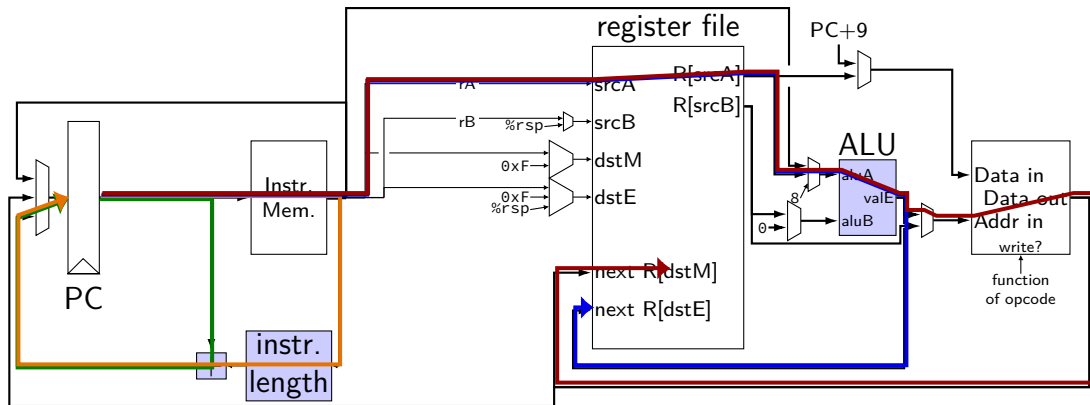 register file
PC+9
rA
srcA
R[srcA]
rB
%rsp
srcB
R[srcB]
ALU
Instr.
Mem.
0xF
dstM
0xF
%rsp
dstE
8
aluA
valE
0
aluB
Data in
Data out
Addr in
write?
function
of opcode
PC
next R[dstM]
next R[dstE]
instr.
length
+